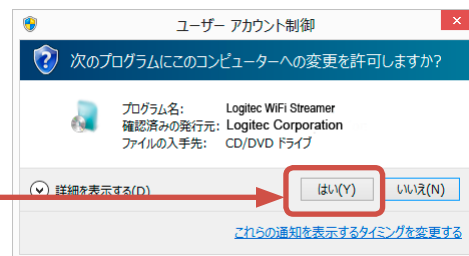 ユーザー アカウント制御
次のプログラムにこのコンピューターへの変更を許可しますか?
プログラム名: Logitec WiFi Streamer
確認済みの発行元: Logitec Corporation
ファイルの入手先: CD/DVD ドライブ
詳細を表示する(D) はい(Y) いいえ(N)
これらの通知を表示するタイミングを変更する